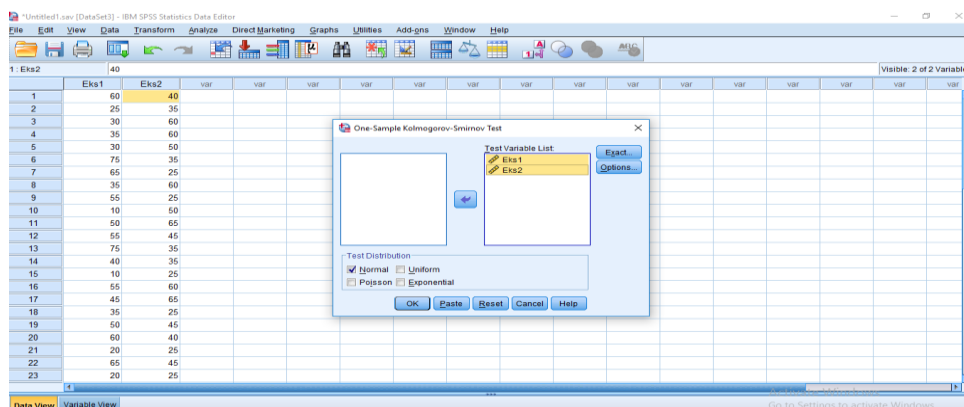 *Untitled1.sav [DataSet3] - IBM SPSS Statistics Data Editor
File Edit View Data Transform Analyze Direct Marketing Graphs Utilities Add-ons Window Help
1 : Eks2 40 Visible: 2 of 2 Variable
Eks1 Eks2 var var var var var var var var var var var var var var var
1 60 40
2 25 35
3 30 60
4 35 60
5 30 50
6 75 35
7 65 25
8 35 60
9 55 25
10 10 50
11 50 65
12 55 45
13 75 35
14 40 35
15 10 25
16 55 60
17 45 65
18 35 25
19 50 45
20 60 40
21 20 25
22 65 45
23 20 25
One-Sample Kolmogorov-Smirnov Test
Test Variable List:
Eks1
Eks2
Exact...
Options...
Test Distribution
Normal Uniform
Poisson Exponential
OK Paste Reset Cancel Help
Data View Variable View
Go to Settings to activate Windows.